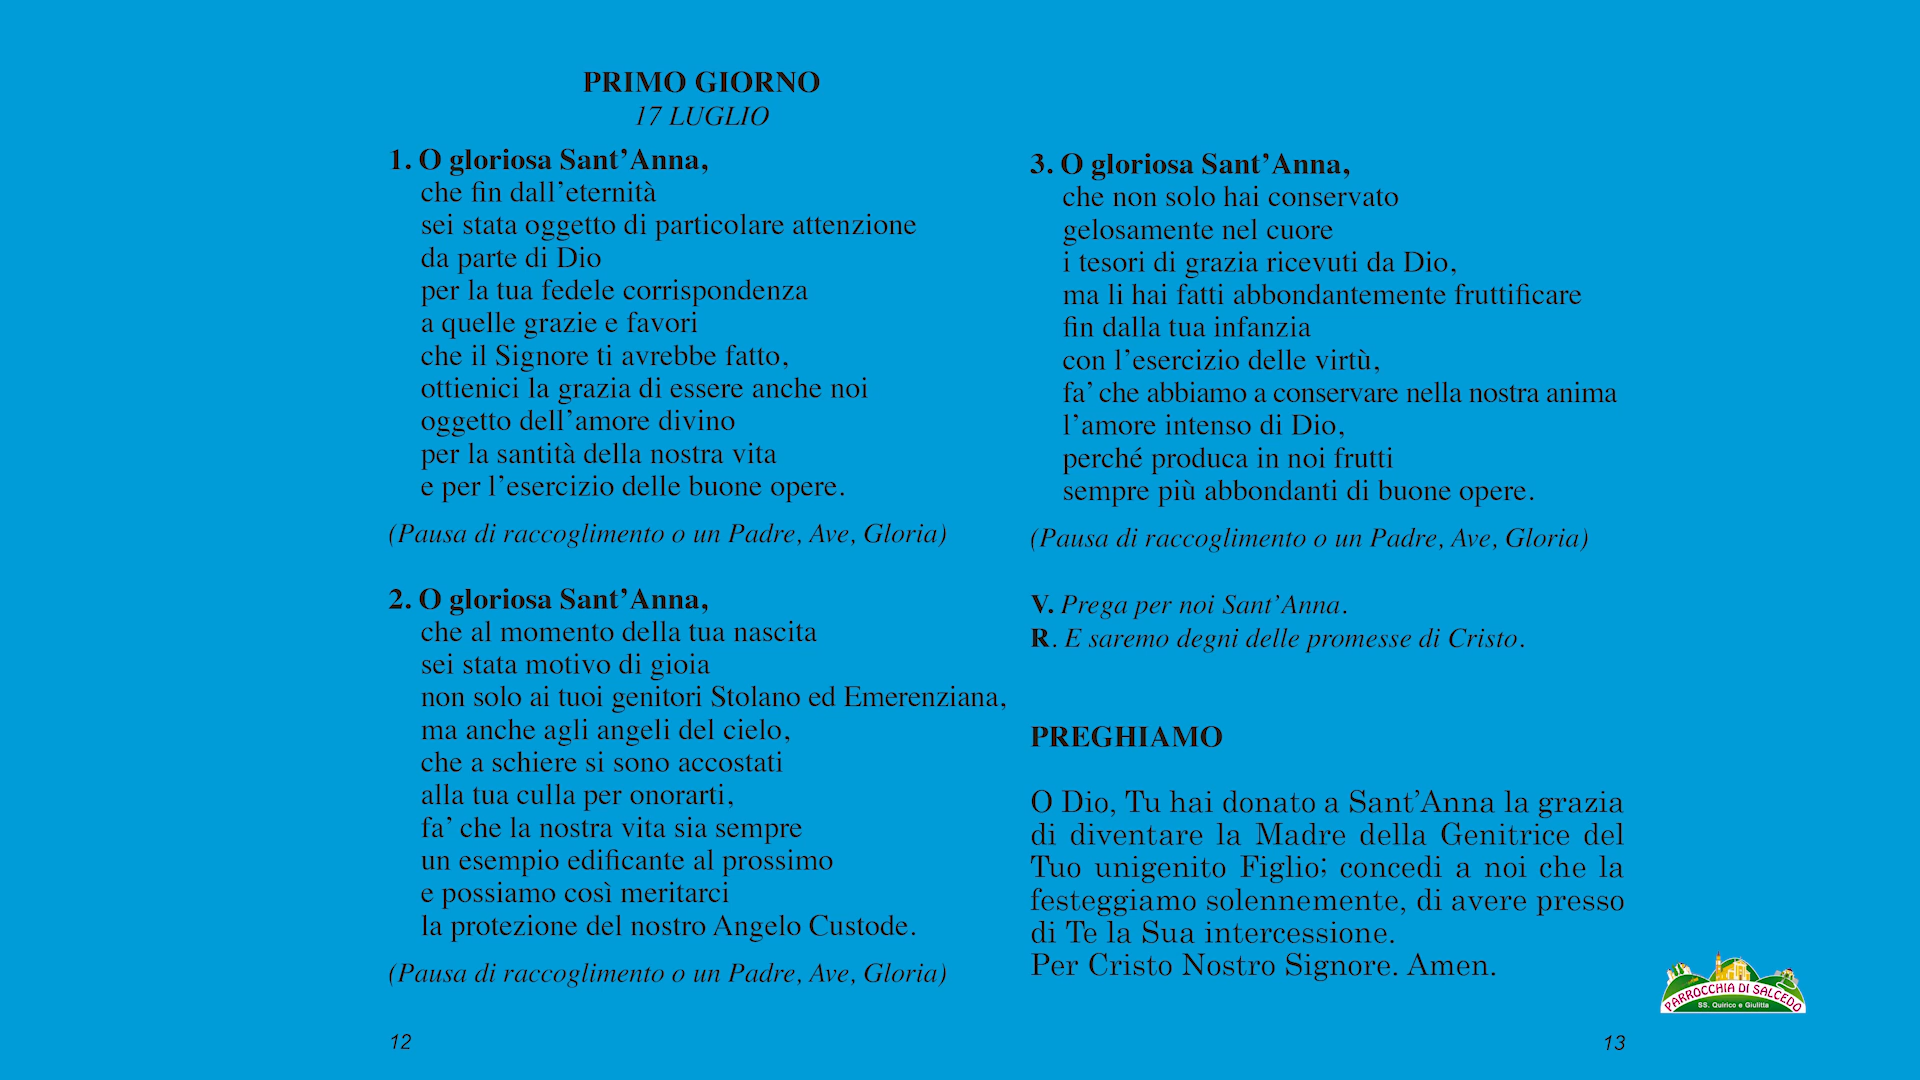 PRIMO GIORNO
17 LUGLIO
1. O gloriosa Sant’Anna,
che fin dall’eternità
sei stata oggetto di particolare attenzione
da parte di Dio
per la tua fedele corrispondenza
a quelle grazie e favori
che il Signore ti avrebbe fatto,
ottienici la grazia di essere anche noi
oggetto dell’amore divino
per la santità della nostra vita
e per l’esercizio delle buone opere.
(Pausa di raccoglimento o un Padre, Ave, Gloria)
2. O gloriosa Sant’Anna,
che al momento della tua nascita
sei stata motivo di gioia
non solo ai tuoi genitori Stolano ed Emerenziana,
ma anche agli angeli del cielo,
che a schiere si sono accostati
alla tua culla per onorarti,
fa’ che la nostra vita sia sempre
un esempio edificante al prossimo
e possiamo così meritarci
la protezione del nostro Angelo Custode.
(Pausa di raccoglimento o un Padre, Ave, Gloria)
12
3. O gloriosa Sant’Anna,
che non solo hai conservato
gelosamente nel cuore
i tesori di grazia ricevuti da Dio,
ma li hai fatti abbondantemente fruttificare
fin dalla tua infanzia
con l’esercizio delle virtù,
fa’ che abbiamo a conservare nella nostra anima
l’amore intenso di Dio,
perché produca in noi frutti
sempre più abbondanti di buone opere.
(Pausa di raccoglimento o un Padre, Ave, Gloria)
V. Prega per noi Sant’Anna.
R. E saremo degni delle promesse di Cristo.
PREGHIAMO
O Dio, Tu hai donato a Sant’Anna la grazia
di diventare la Madre della Genitrice del
Tuo unigenito Figlio; concedi a noi che la
festeggiamo solennemente, di avere presso
di Te la Sua intercessione.
Per Cristo Nostro Signore. Amen.
13
PARROCCHIA DI SALCEDO
SS. Quirico e Giulitta